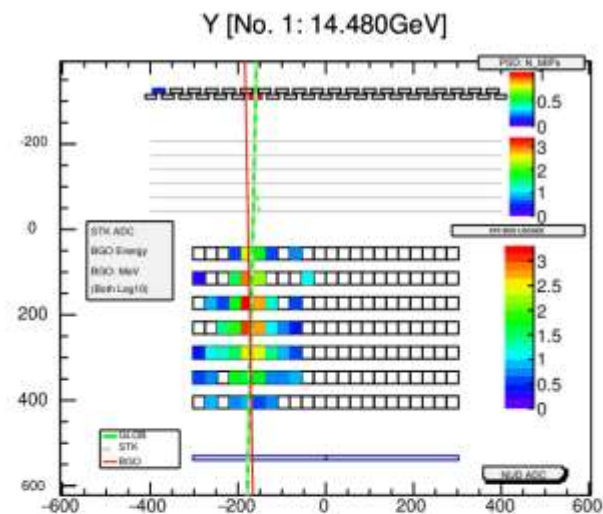 Y [No. 1: 14.480GeV]
PSD: N_MIPs
1
0.5
0
3
2
1
0
-200
0
200
400
600
STK ADC
BGO Energy
BGO: MeV
(Both Log10)
3
2.5
2
1.5
1
0.5
0
GLOB
STK
BGO
NUD ADC
-600
-400
-200
0
200
400
600